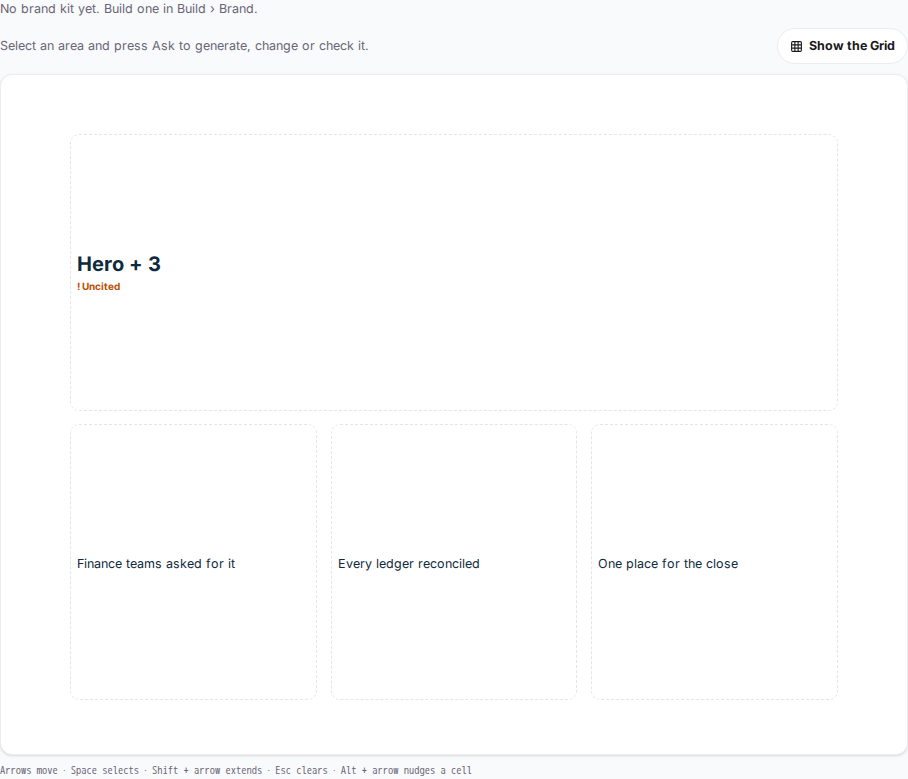 No brand kit yet. Build one in Build › Brand.
Select an area and press Ask to generate, change or check it.
Show the Grid
Hero + 3
! Uncited
Finance teams asked for it
Every ledger reconciled
One place for the close
Arrows move · Space selects · Shift + arrow extends · Esc clears · Alt + arrow nudges a cell